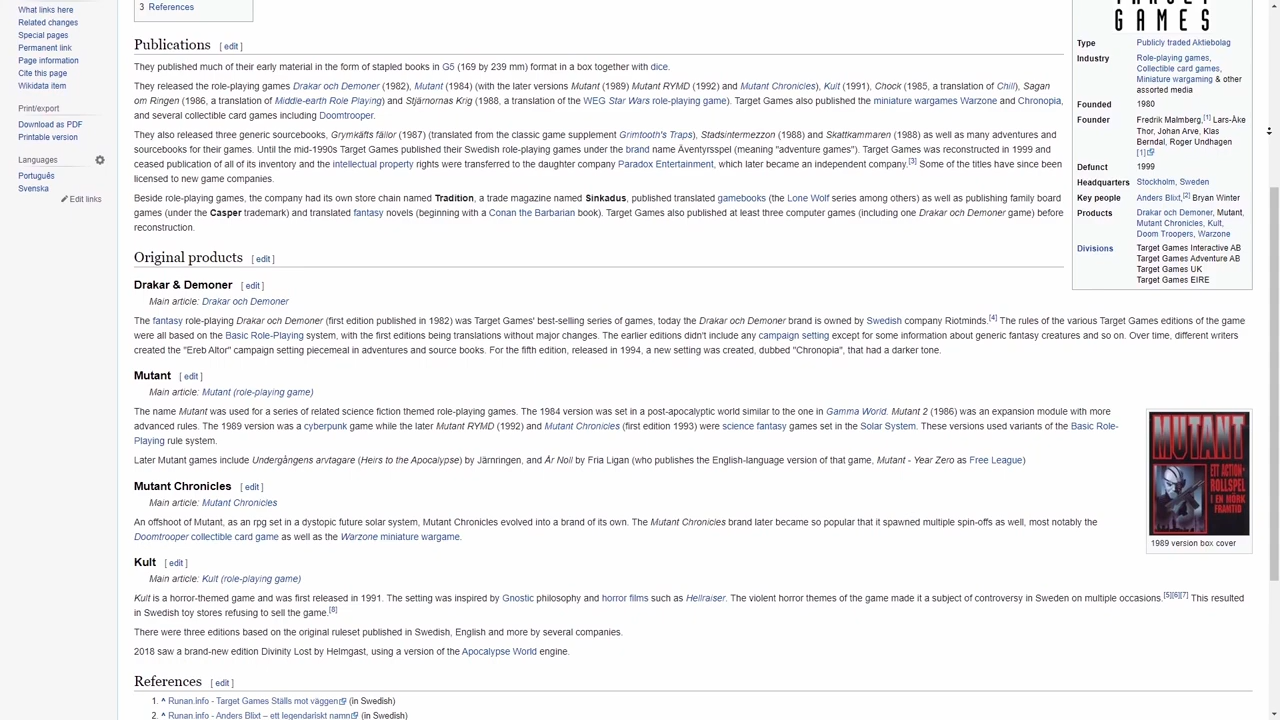 What links here
Related changes
Special pages
Permanent link
Page information
Cite this page
Wikidata item
Print/export
Download as PDF
Printable version
Languages
Português
Svenska
Edit links
3 References
Publications [ edit ]
They published much of their early material in the form of stapled books in G5 (169 by 239 mm) format in a box together with dice.
They released the role-playing games Drakar och Demoner (1982), Mutant (1984) (with the later versions Mutant (1989) Mutant RYMD (1992) and Mutant Chronicles), Kult (1991), Chock (1985, a translation of Chill), Sagan
om Ringen (1986, a translation of Middle-earth Role Playing) and Stjärnornas Krig (1988, a translation of the WEG Star Wars role-playing game). Target Games also published the miniature wargames Warzone and Chronopia,
and several collectible card games including Doomtrooper.
They also released three generic sourcebooks, Grymkäfts fällor (1987) (translated from the classic game supplement Grimtooth's Traps), Stadsintermezzon (1988) and Skattkammaren (1988) as well as many adventures and
sourcebooks for their games. Until the mid-1990s Target Games published their Swedish role-playing games under the brand name Äventyrsspel (meaning "adventure games"). Target Games was reconstructed in 1999 and
ceased publication of all of its inventory and the intellectual property rights were transferred to the daughter company Paradox Entertainment, which later became an independent company.[3] Some of the titles have since been
licensed to new game companies.
Beside role-playing games, the company had its own store chain named Tradition, a trade magazine named Sinkadus, published translated gamebooks (the Lone Wolf series among others) as well as publishing family board
games (under the Casper trademark) and translated fantasy novels (beginning with a Conan the Barbarian book). Target Games also published at least three computer games (including one Drakar och Demoner game) before
reconstruction.
Original products [ edit ]
Drakar & Demoner [ edit ]
Main article: Drakar och Demoner
The fantasy role-playing Drakar och Demoner (first edition published in 1982) was Target Games' best-selling series of games, today the Drakar och Demoner brand is owned by Swedish company Riotminds.[4] The rules of the various Target Games editions of the game
were all based on the Basic Role-Playing system, with the first editions being translations without major changes. The earlier editions didn't include any campaign setting except for some information about generic fantasy creatures and so on. Over time, different writers
created the "Ereb Altor" campaign setting piecemeal in adventures and source books. For the fifth edition, released in 1994, a new setting was created, dubbed "Chronopia", that had a darker tone.
Mutant [ edit ]
Main article: Mutant (role-playing game)
The name Mutant was used for a series of related science fiction themed role-playing games. The 1984 version was set in a post-apocalyptic world similar to the one in Gamma World. Mutant 2 (1986) was an expansion module with more
advanced rules. The 1989 version was a cyberpunk game while the later Mutant RYMD (1992) and Mutant Chronicles (first edition 1993) were science fantasy games set in the Solar System. These versions used variants of the Basic Role-
Playing rule system.
Later Mutant games include Undergångens arvtagare (Heirs to the Apocalypse) by Järnringen, and År Noll by Fria Ligan (who publishes the English-language version of that game, Mutant - Year Zero as Free League)
Mutant Chronicles [ edit ]
Main article: Mutant Chronicles
An offshoot of Mutant, as an rpg set in a dystopic future solar system, Mutant Chronicles evolved into a brand of its own. The Mutant Chronicles brand later became so popular that it spawned multiple spin-offs as well, most notably the
Doomtrooper collectible card game as well as the Warzone miniature wargame.
Kult [ edit ]
Main article: Kult (role-playing game)
Kult is a horror-themed game and was first released in 1991. The setting was inspired by Gnostic philosophy and horror films such as Hellraiser. The violent horror themes of the game made it a subject of controversy in Sweden on multiple occasions.[5][6][7] This resulted
in Swedish toy stores refusing to sell the game.[8]
There were three editions based on the original ruleset published in Swedish, English and more by several companies.
2018 saw a brand-new edition Divinity Lost by Helmgast, using a version of the Apocalypse World engine.
References [ edit ]
1. ^ Runan.info - Target Games Ställs mot väggen (in Swedish)
2. ^ Runan.info - Anders Blixt – ett legendariskt namn (in Swedish)
GAMES
Type Publicly traded Aktiebolag
Industry Role-playing games,
Collectible card games,
Miniature wargaming & other
assorted media
Founded 1980
Founder Fredrik Malmberg,[1] Lars-Åke
Thor, Johan Arve, Klas
Berndal, Roger Undhagen
[1]
Defunct 1999
Headquarters Stockholm, Sweden
Key people Anders Blixt,[2] Bryan Winter
Products Drakar och Demoner, Mutant,
Mutant Chronicles, Kult,
Doom Troopers, Warzone
Divisions Target Games Interactive AB
Target Games Adventure AB
Target Games UK
Target Games EIRE
MUTANT
ETT ACTION-
ROLLSPEL
I EN MÖRK
FRAMTID
1989 version box cover